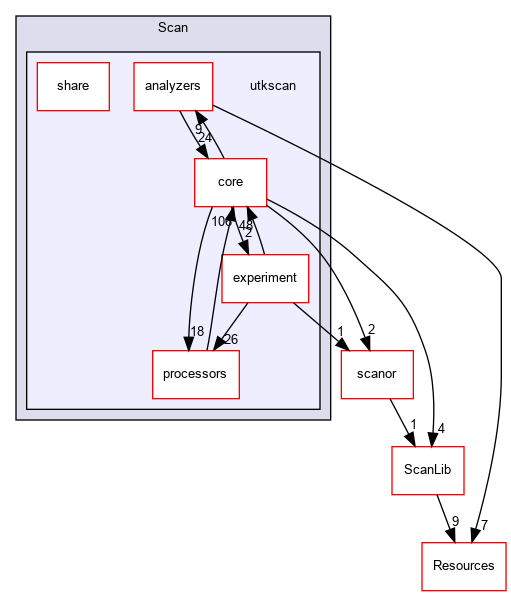 Scan
share
analyzers
utkscan
9
24
core
106
48
2
experiment
18
26
1
2
processors
scanor
1
4
ScanLib
9
7
Resources